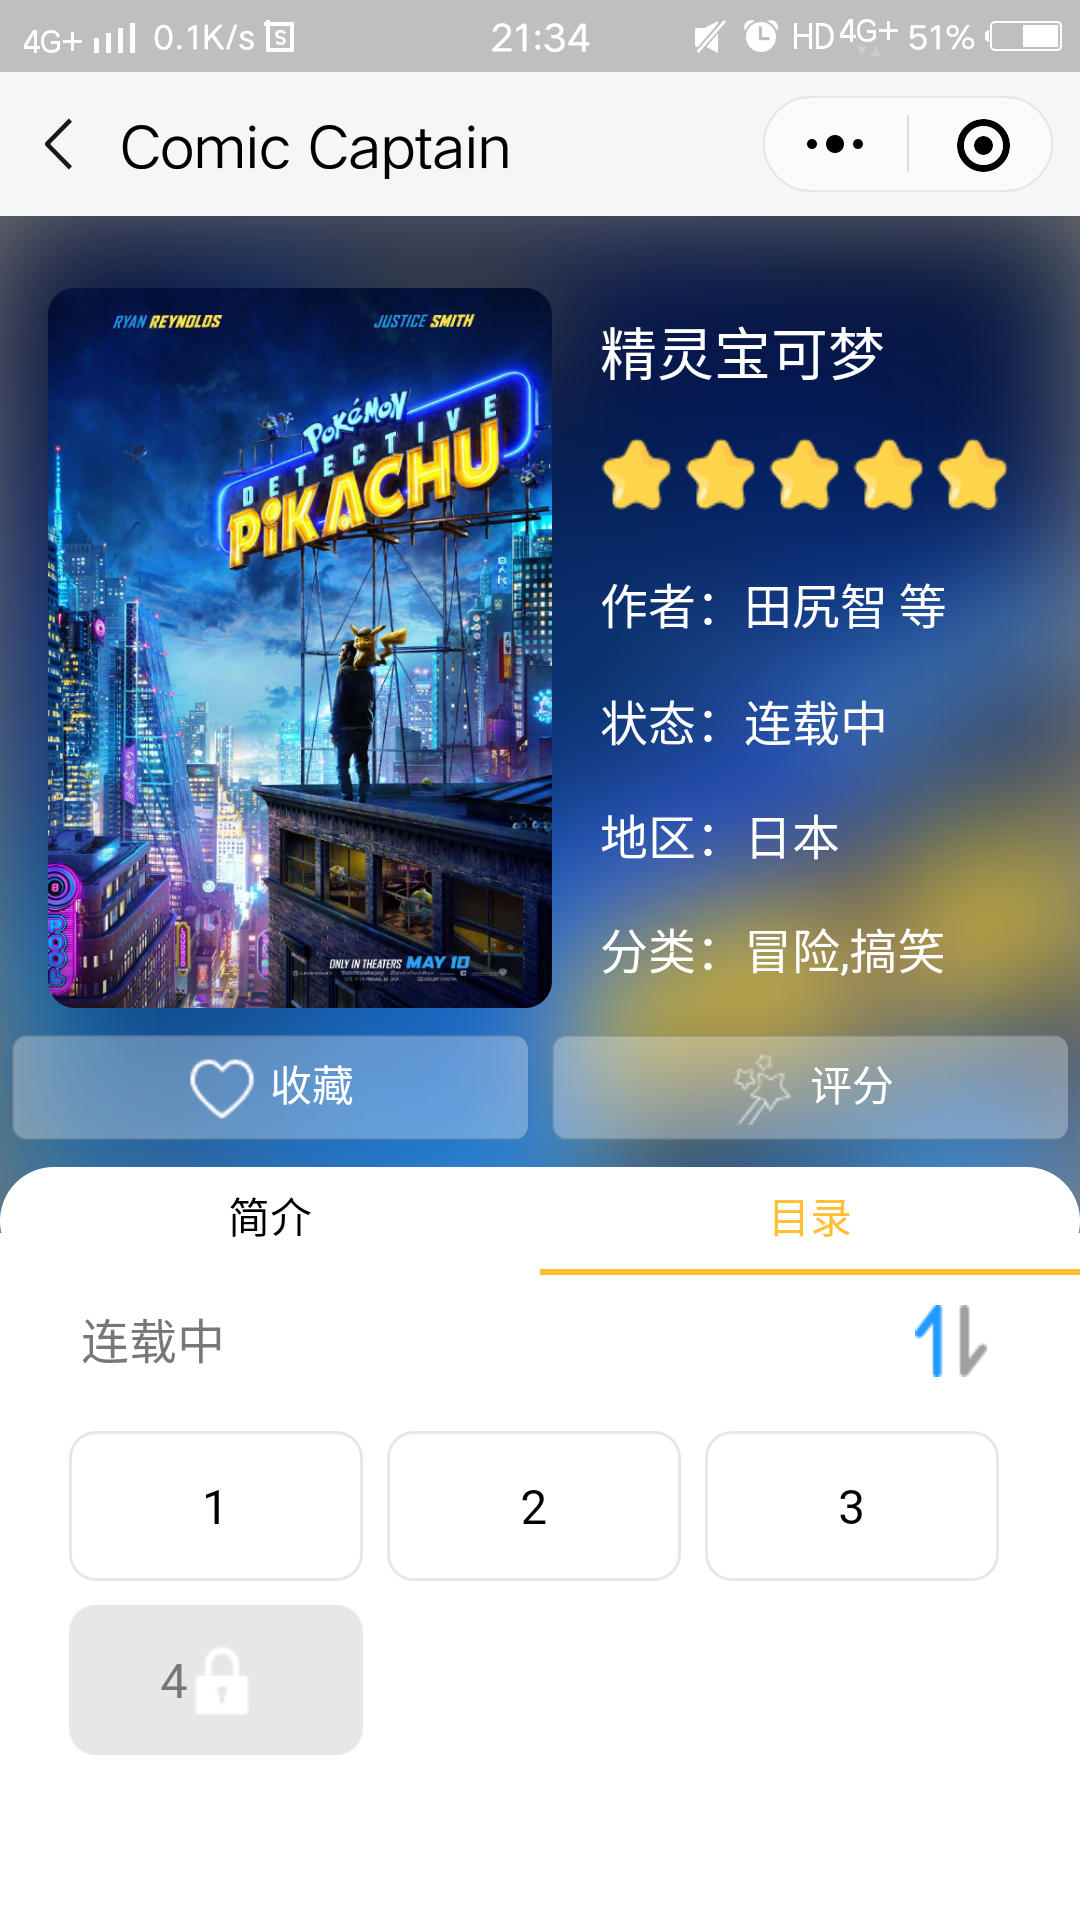 4G+ 0.1K/s 21:34 HD 4G+ 51%
Comic Captain
RYAN REYNOLDS JUSTICE SMITH
POKÉMON
DETECTIVE
PIKACHU
ONLY IN THEATERS MAY 10
精灵宝可梦
作者：田尻智 等
状态：连载中
地区：日本
分类：冒险,搞笑
收藏 评分
简介 目录
连载中
1 2 3
4